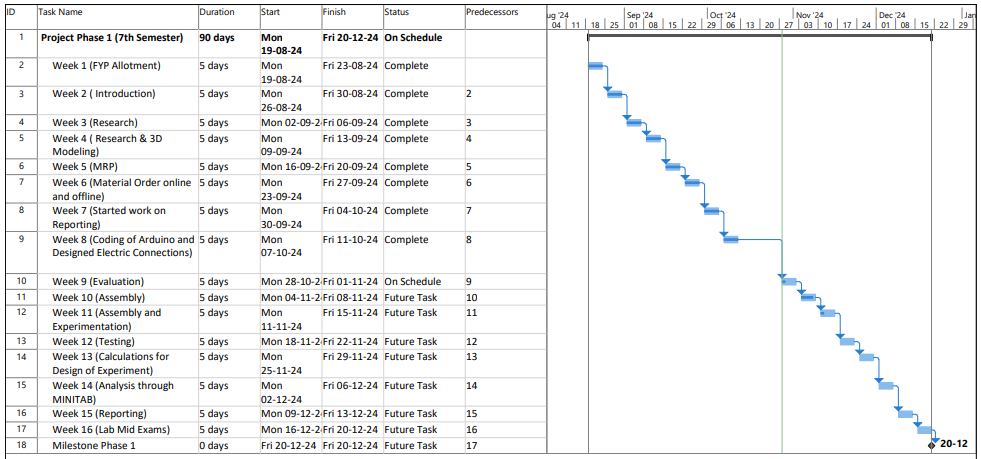 ID Task Name Duration Start Finish Status Predecessors
ug '24 Sep '24 Oct '24 Nov '24 Dec '24 Jan
04 11 18 25 01 08 15 22 29 06 13 20 27 03 10 17 24 01 08 15 22 29
1 Project Phase 1 (7th Semester) 90 days Mon Fri 20-12-24 On Schedule
19-08-24
2 Week 1 (FYP Allotment) 5 days Mon Fri 23-08-24 Complete
19-08-24
3 Week 2 ( Introduction) 5 days Mon Fri 30-08-24 Complete 2
26-08-24
4 Week 3 (Research) 5 days Mon 02-09-2 Fri 06-09-24 Complete 3
5 Week 4 ( Research & 3D 5 days Mon Fri 13-09-24 Complete 4
Modeling) 09-09-24
6 Week 5 (MRP) 5 days Mon 16-09-2 Fri 20-09-24 Complete 5
7 Week 6 (Material Order online 5 days Mon Fri 27-09-24 Complete 6
and offline) 23-09-24
8 Week 7 (Started work on 5 days Mon Fri 04-10-24 Complete 7
Reporting) 30-09-24
9 Week 8 (Coding of Arduino and 5 days Mon Fri 11-10-24 Complete 8
Designed Electric Connections) 07-10-24
10 Week 9 (Evaluation) 5 days Mon 28-10-2 Fri 01-11-24 On Schedule 9
11 Week 10 (Assembly) 5 days Mon 04-11-2 Fri 08-11-24 Future Task 10
12 Week 11 (Assembly and 5 days Mon Fri 15-11-24 Future Task 11
Experimentation) 11-11-24
13 Week 12 (Testing) 5 days Mon 18-11-2 Fri 22-11-24 Future Task 12
14 Week 13 (Calculations for 5 days Mon Fri 29-11-24 Future Task 13
Design of Experiment) 25-11-24
15 Week 14 (Analysis through 5 days Mon Fri 06-12-24 Future Task 14
MINITAB) 02-12-24
16 Week 15 (Reporting) 5 days Mon 09-12-2 Fri 13-12-24 Future Task 15
17 Week 16 (Lab Mid Exams) 5 days Mon 16-12-2 Fri 20-12-24 Future Task 16
18 Milestone Phase 1 0 days Fri 20-12-24 Fri 20-12-24 Future Task 17 20-12